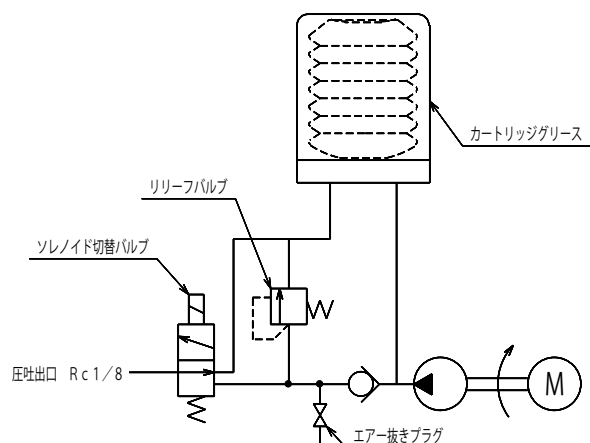 カートリッジグリース
リリーフバルブ
ソレノイド切替バルブ
圧吐出口 Rc1/8
M
エアー抜きプラグ